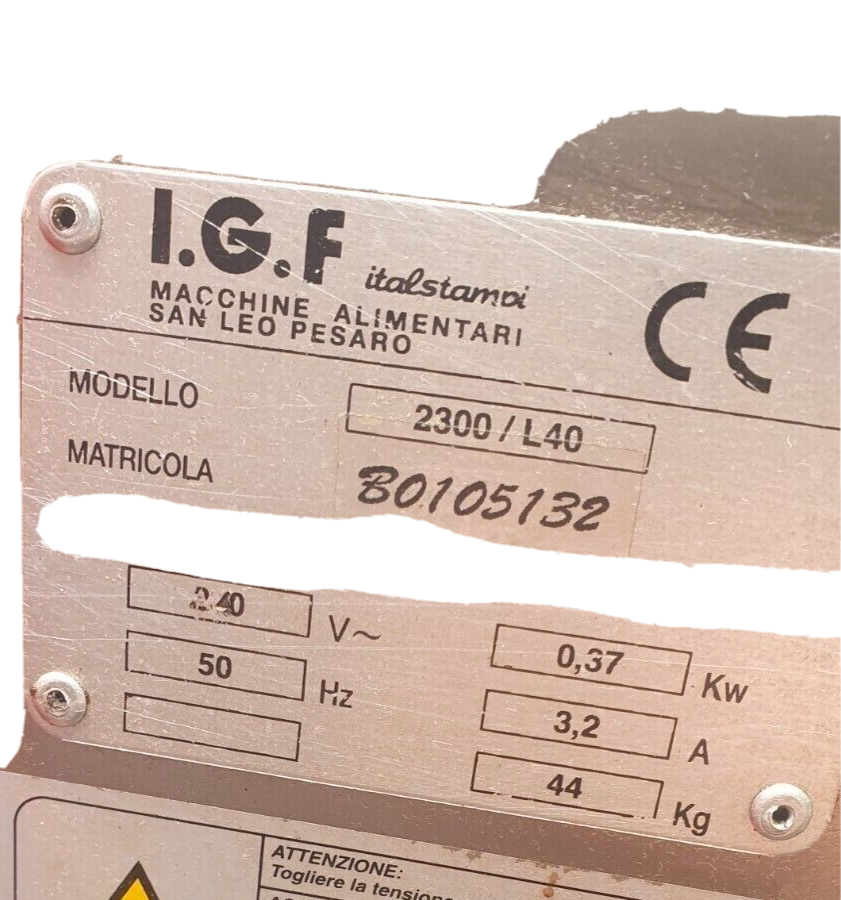 I.G.F italstampi
MACCHINE ALIMENTARI
SAN LEO PESARO
CE
MODELLO 2300 / L40
MATRICOLA B0105132
240 V~
0,37 Kw
50 Hz
3,2 A
44 Kg
ATTENZIONE:
Togliere la tensione